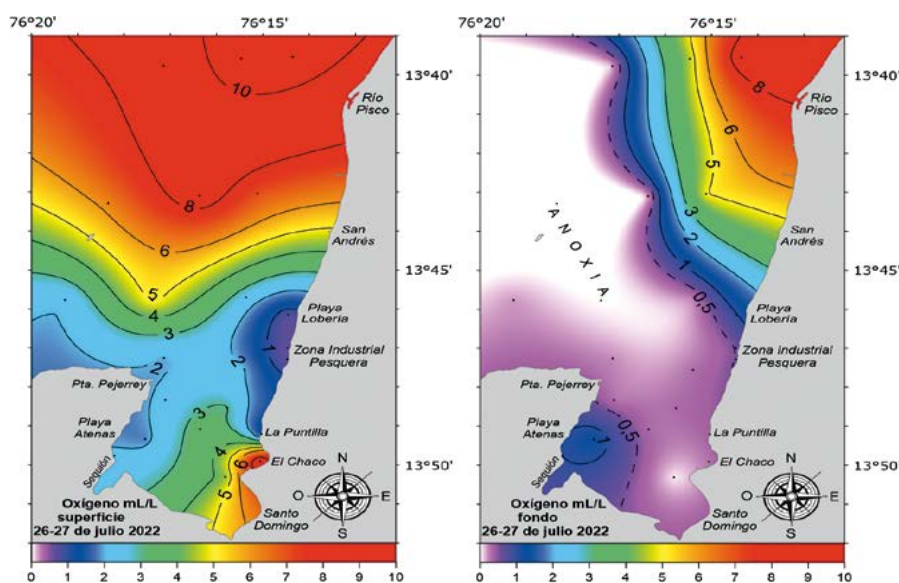 76°20' 76°15'
10
Río
Pisco
8
6
5
San
Andrés
4
3
Playa
Lobería
1
2
Zona Industrial
Pesquera
2
Pta. Pejerrey
3
Playa
Atenas
La Puntilla
4
6
El Chaco
Sequión
5
N
O E
S
Santo
Domingo
Oxígeno mL/L
superficie
26-27 de julio 2022
0 1 2 3 4 5 6 7 8 9 10
76°20' 76°15'
13°40'
13°45'
13°50'
8
Río
Pisco
6
5
ANOXIA
3
2
San
Andrés
1
0,5
Playa
Lobería
Zona Industrial
Pesquera
Pta. Pejerrey
Playa
Atenas
0,5
1
La Puntilla
El Chaco
Sequión
N
O E
S
Santo
Domingo
Oxígeno mL/L
fondo
26-27 de julio 2022
13°40'
13°45'
13°50'
0 1 2 3 4 5 6 7 8 9 10